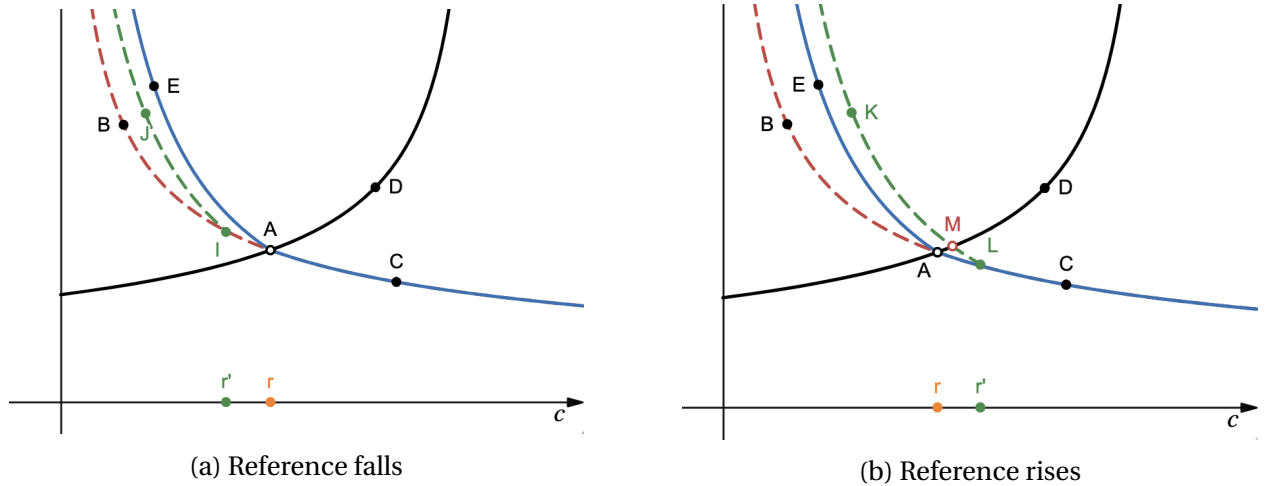 E
B
J
D
A
I
C
r'
r
c
(a) Reference falls
E
K
B
D
M
L
A
C
r
r'
c
(b) Reference rises